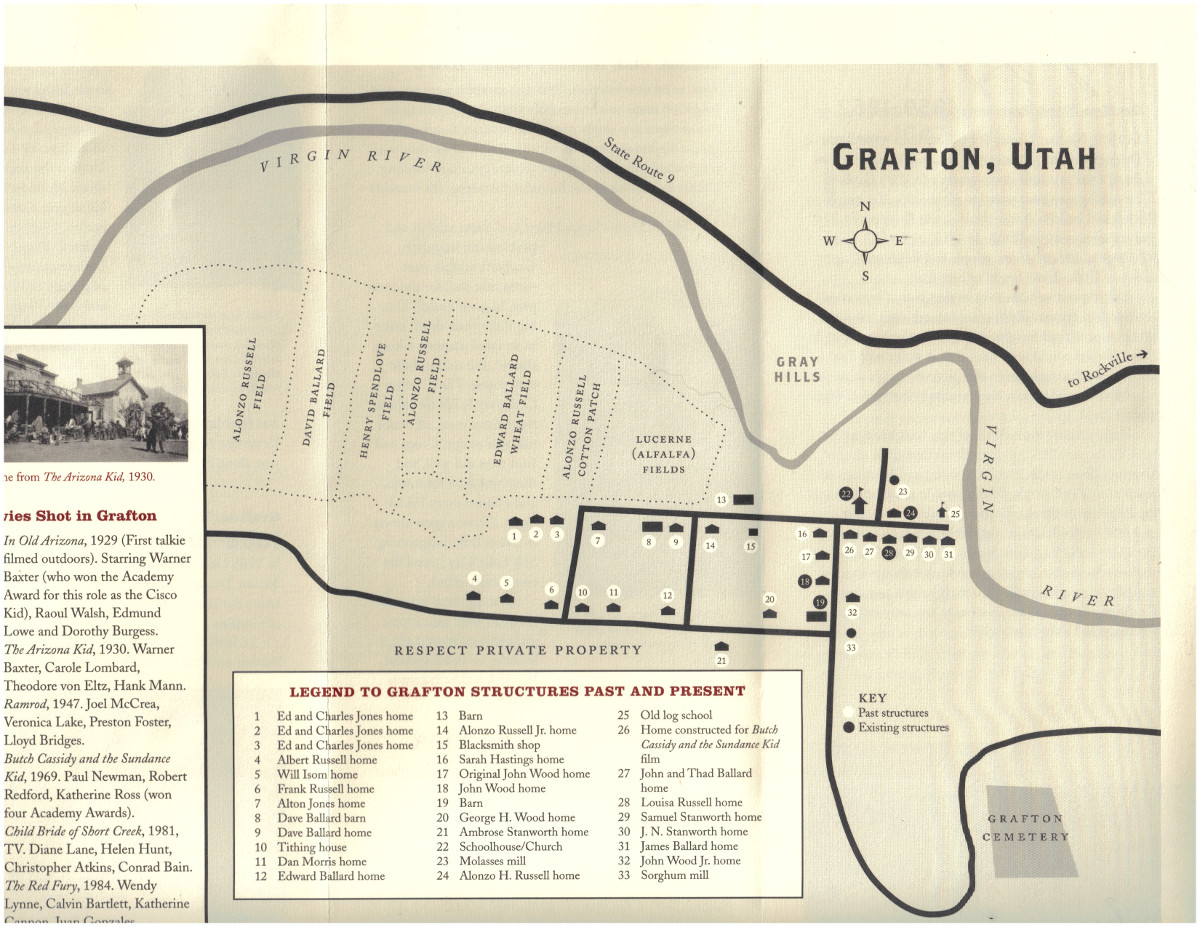 GRAFTON, UTAH
N
W E
S
State Route 9
VIRGIN RIVER
to Rockville →
GRAY
HILLS
VIRGIN
RIVER
ALONZO RUSSELL
FIELD
DAVID BALLARD
FIELD
HENRY SPENDLOVE
FIELD
ALONZO RUSSELL
FIELD
EDWARD BALLARD
WHEAT FIELD
ALONZO RUSSELL
COTTON PATCH
LUCERNE
(ALFALFA)
FIELDS
13
22
23
24
25
1
2
3
7
8
9
14
15
16
26
27
28
29
30
31
17
4
5
6
10
11
12
18
19
20
32
33
21
RESPECT PRIVATE PROPERTY
KEY
Past structures
Existing structures
GRAFTON
CEMETERY
LEGEND TO GRAFTON STRUCTURES PAST AND PRESENT
1 Ed and Charles Jones home
2 Ed and Charles Jones home
3 Ed and Charles Jones home
4 Albert Russell home
5 Will Isom home
6 Frank Russell home
7 Alton Jones home
8 Dave Ballard barn
9 Dave Ballard home
10 Tithing house
11 Dan Morris home
12 Edward Ballard home
13 Barn
14 Alonzo Russell Jr. home
15 Blacksmith shop
16 Sarah Hastings home
17 Original John Wood home
18 John Wood home
19 Barn
20 George H. Wood home
21 Ambrose Stanworth home
22 Schoolhouse/Church
23 Molasses mill
24 Alonzo H. Russell home
25 Old log school
26 Home constructed for Butch
Cassidy and the Sundance Kid
film
27 John and Thad Ballard
home
28 Louisa Russell home
29 Samuel Stanworth home
30 J. N. Stanworth home
31 James Ballard home
32 John Wood Jr. home
33 Sorghum mill
ne from The Arizona Kid, 1930.
vies Shot in Grafton
In Old Arizona, 1929 (First talkie
filmed outdoors). Starring Warner
Baxter (who won the Academy
Award for this role as the Cisco
Kid), Raoul Walsh, Edmund
Lowe and Dorothy Burgess.
The Arizona Kid, 1930. Warner
Baxter, Carole Lombard,
Theodore von Eltz, Hank Mann.
Ramrod, 1947. Joel McCrea,
Veronica Lake, Preston Foster,
Lloyd Bridges.
Butch Cassidy and the Sundance
Kid, 1969. Paul Newman, Robert
Redford, Katherine Ross (won
four Academy Awards).
Child Bride of Short Creek, 1981,
TV. Diane Lane, Helen Hunt,
Christopher Atkins, Conrad Bain.
The Red Fury, 1984. Wendy
Lynne, Calvin Bartlett, Katherine
Cannon, Juan Gonzales